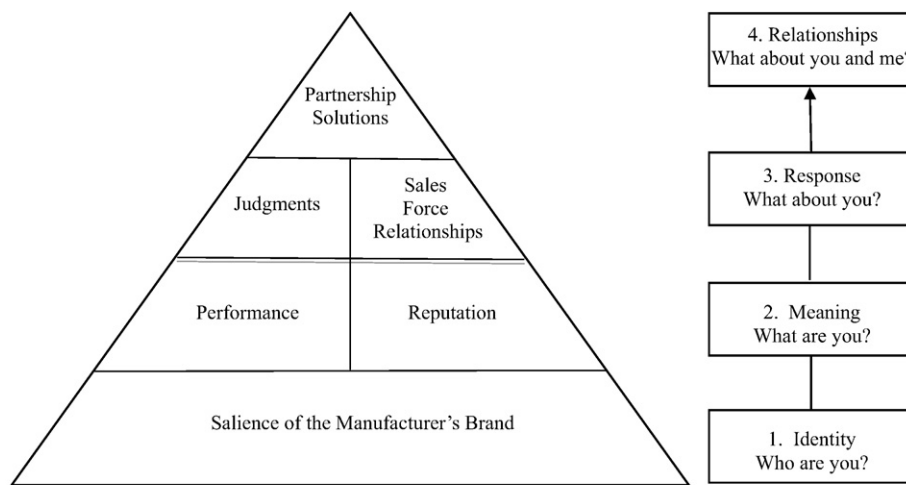 Partnership
Solutions
Judgments
Sales
Force
Relationships
Performance
Reputation
Salience of the Manufacturer's Brand
4. Relationships
What about you and me?
3. Response
What about you?
2. Meaning
What are you?
1. Identity
Who are you?